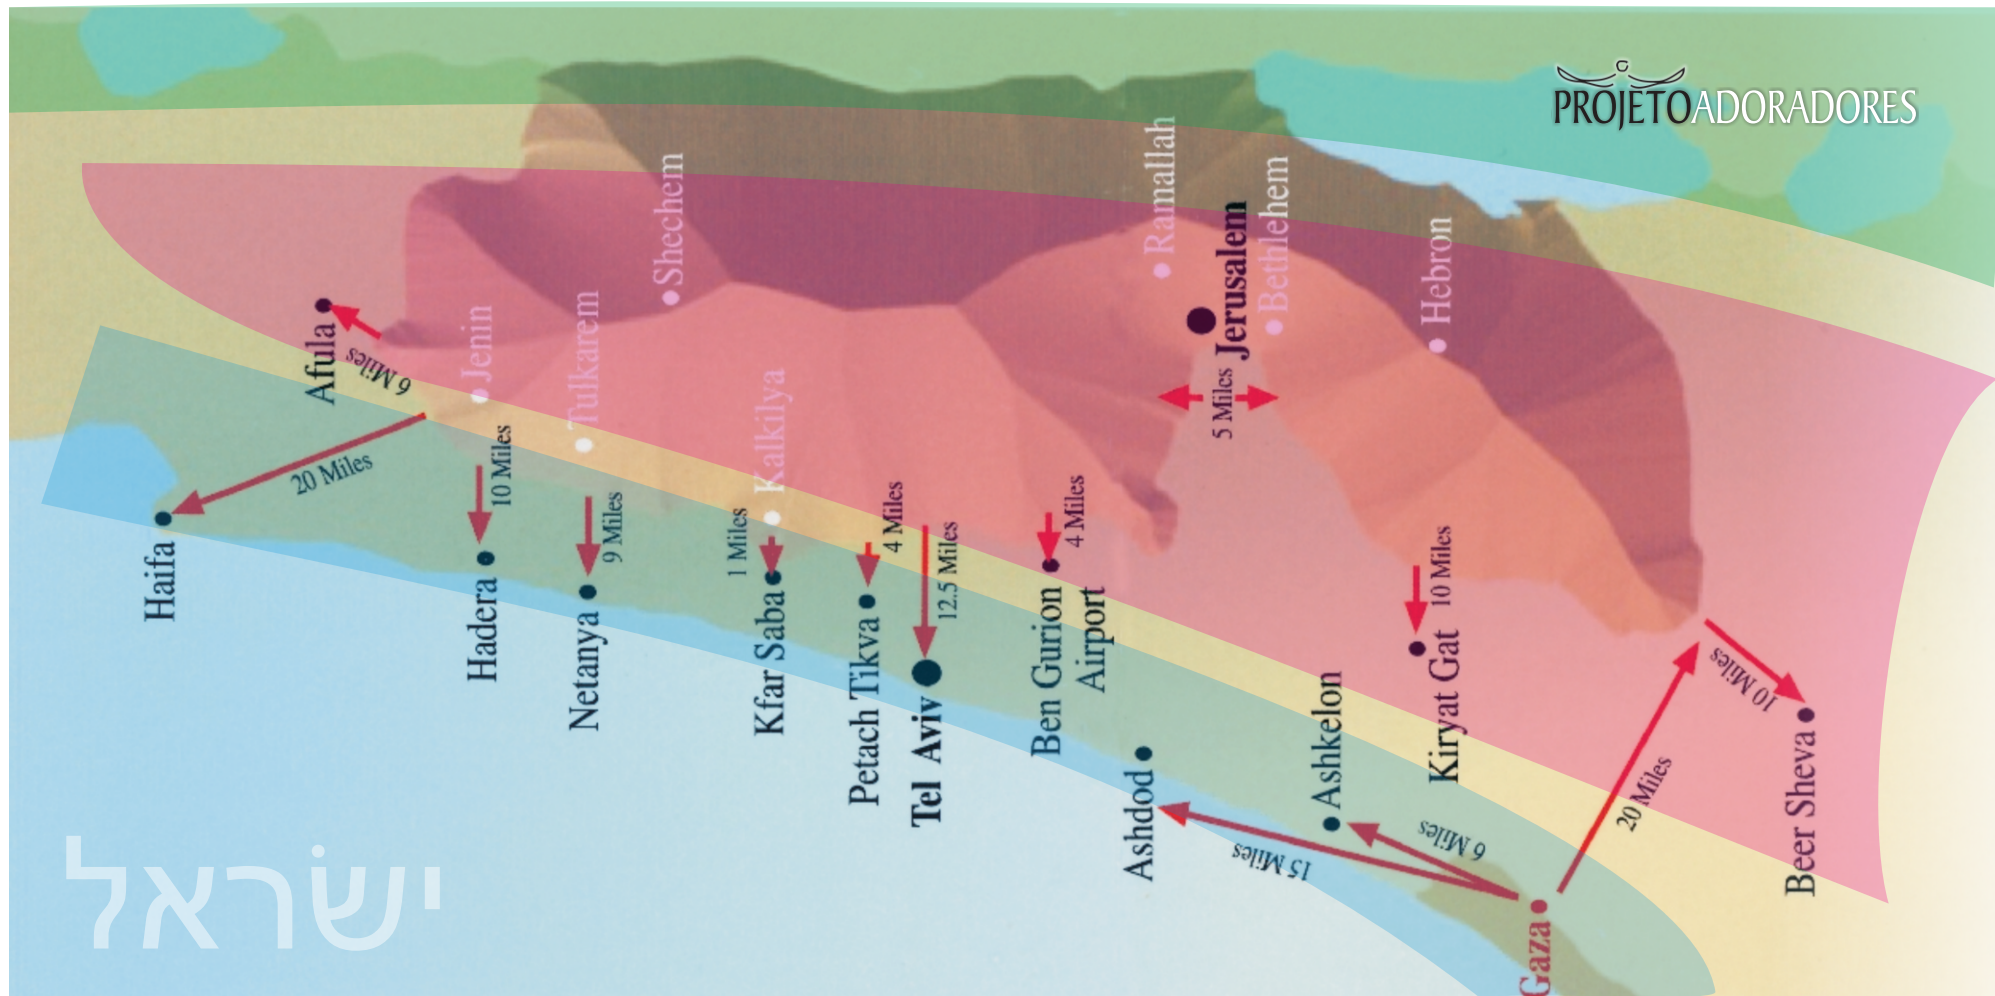 PROJETOADORADORES
Shechem
Ramallah
Jerusalem
Bethlehem
Hebron
Afula
6 Miles
Jenin
Tulkarem
Kalkilya
5 Miles
20 Miles
10 Miles
9 Miles
1 Miles
4 Miles
12.5 Miles
4 Miles
10 Miles
Haifa
Hadera
Netanya
Kfar Saba
Petach Tikva
Tel Aviv
Ben Gurion
Airport
Kiryat Gat
10 Miles
Ashdod
Ashkelon
20 Miles
Beer Sheva
15 Miles
6 Miles
Gaza
ישׂראל